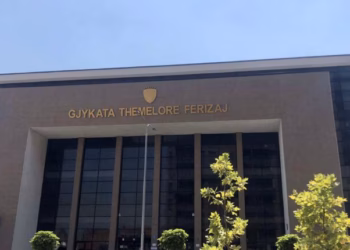 GJYKATA THEMELORE FERIZAJ